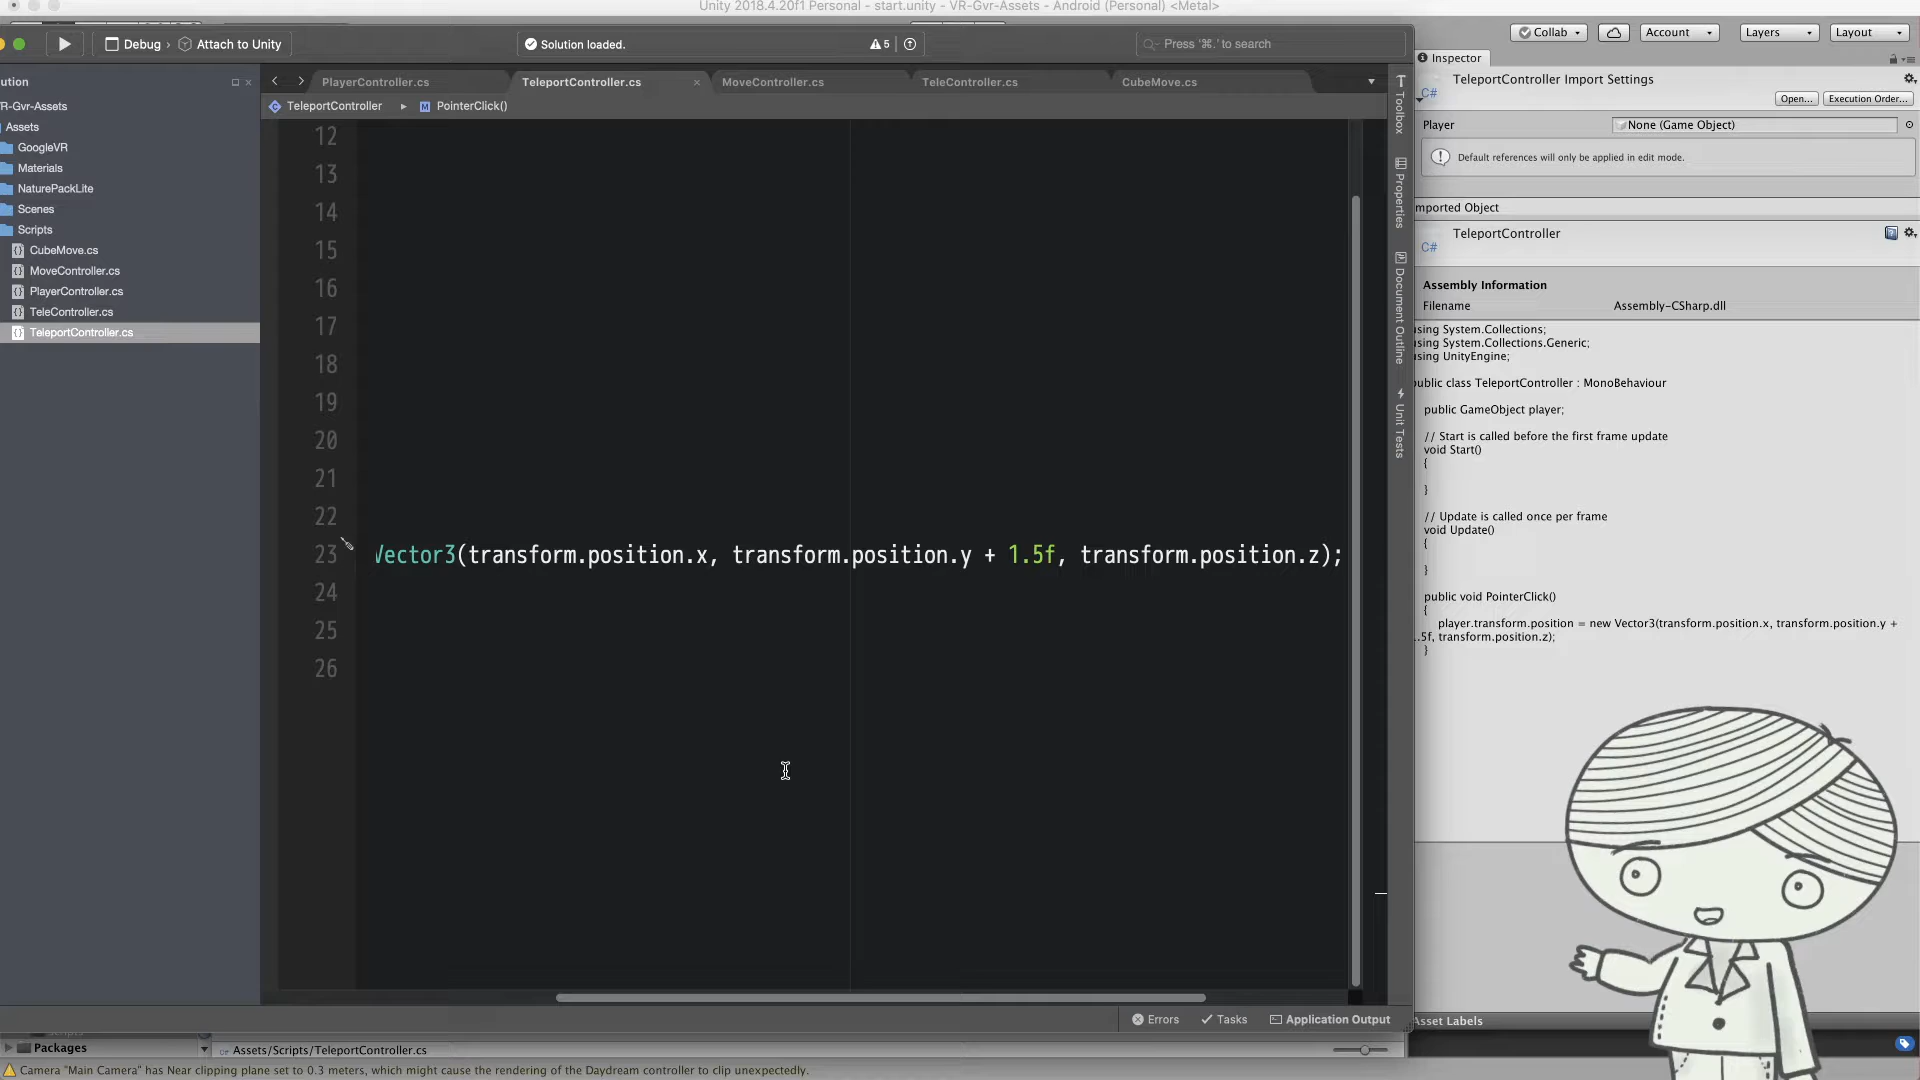 Unity 2018.4.20f1 Personal - start.unity - VR-Gvr-Assets - Android (Personal) <Metal>
Debug
Attach to Unity
Solution loaded.
5
Press '⌘.' to search
Collab
Account
Layers
Layout
ution
R-Gvr-Assets
Assets
GoogleVR
Materials
NaturePackLite
Scenes
Scripts
CubeMove.cs
MoveController.cs
PlayerController.cs
TeleController.cs
TeleportController.cs
PlayerController.cs
TeleportController.cs
MoveController.cs
TeleController.cs
CubeMove.cs
TeleportController
PointerClick()
12
13
14
15
16
17
18
19
20
21
22
23 Vector3(transform.position.x, transform.position.y + 1.5f, transform.position.z);
24
25
26
Toolbox
Properties
Document Outline
Unit Tests
Errors
Tasks
Application Output
Inspector
TeleportController Import Settings
C#
Open...
Execution Order...
Player
None (Game Object)
Default references will only be applied in edit mode.
mported Object
TeleportController
C#
Assembly Information
Filename
Assembly-CSharp.dll
sing System.Collections;
sing System.Collections.Generic;
sing UnityEngine;
public class TeleportController : MonoBehaviour
public GameObject player;
// Start is called before the first frame update
void Start()
{
}
// Update is called once per frame
void Update()
{
}
public void PointerClick()
{
player.transform.position = new Vector3(transform.position.x, transform.position.y +
.5f, transform.position.z);
}
Asset Labels
Packages
Assets/Scripts/TeleportController.cs
Camera "Main Camera" has Near clipping plane set to 0.3 meters, which might cause the rendering of the Daydream controller to clip unexpectedly.